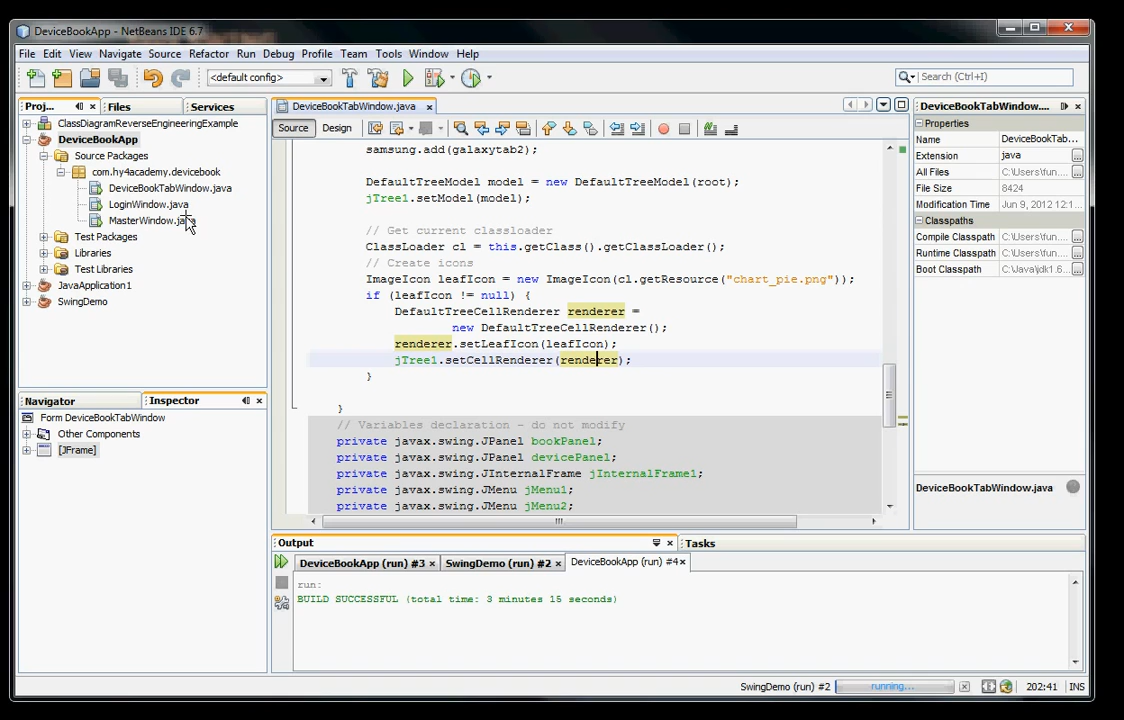 DeviceBookApp - NetBeans IDE 6.7
File Edit View Navigate Source Refactor Run Debug Profile Team Tools Window Help
<default config>
Search (Ctrl+I)
Proj... Files Services
ClassDiagramReverseEngineeringExample
DeviceBookApp
Source Packages
com.hy4academy.devicebook
DeviceBookTabWindow.java
LoginWindow.java
MasterWindow.java
Test Packages
Libraries
Test Libraries
JavaApplication1
SwingDemo
Navigator Inspector
Form DeviceBookTabWindow
Other Components
[JFrame]
DeviceBookTabWindow.java
Source Design
samsung.add(galaxytab2);
DefaultTreeModel model = new DefaultTreeModel(root);
jTree1.setModel(model);
// Get current classloader
ClassLoader cl = this.getClass().getClassLoader();
// Create icons
ImageIcon leafIcon = new ImageIcon(cl.getResource("chart_pie.png"));
if (leafIcon != null) {
DefaultTreeCellRenderer renderer =
new DefaultTreeCellRenderer();
renderer.setLeafIcon(leafIcon);
jTree1.setCellRenderer(renderer);
}
}
// Variables declaration - do not modify
private javax.swing.JPanel bookPanel;
private javax.swing.JPanel devicePanel;
private javax.swing.JInternalFrame jInternalFrame1;
private javax.swing.JMenu jMenu1;
private javax.swing.JMenu jMenu2;
DeviceBookTabWindow....
Properties
Name DeviceBookTab...
Extension java
All Files C:\Users\fun....
File Size 8424
Modification Time Jun 9, 2012 12:1...
Classpaths
Compile Classpath C:\Users\fun....
Runtime Classpath C:\Users\fun....
Boot Classpath C:\Java\jdk1.6...
DeviceBookTabWindow.java
Output Tasks
DeviceBookApp (run) #3 SwingDemo (run) #2 DeviceBookApp (run) #4
run:
BUILD SUCCESSFUL (total time: 3 minutes 15 seconds)
SwingDemo (run) #2 running... 202:41 INS